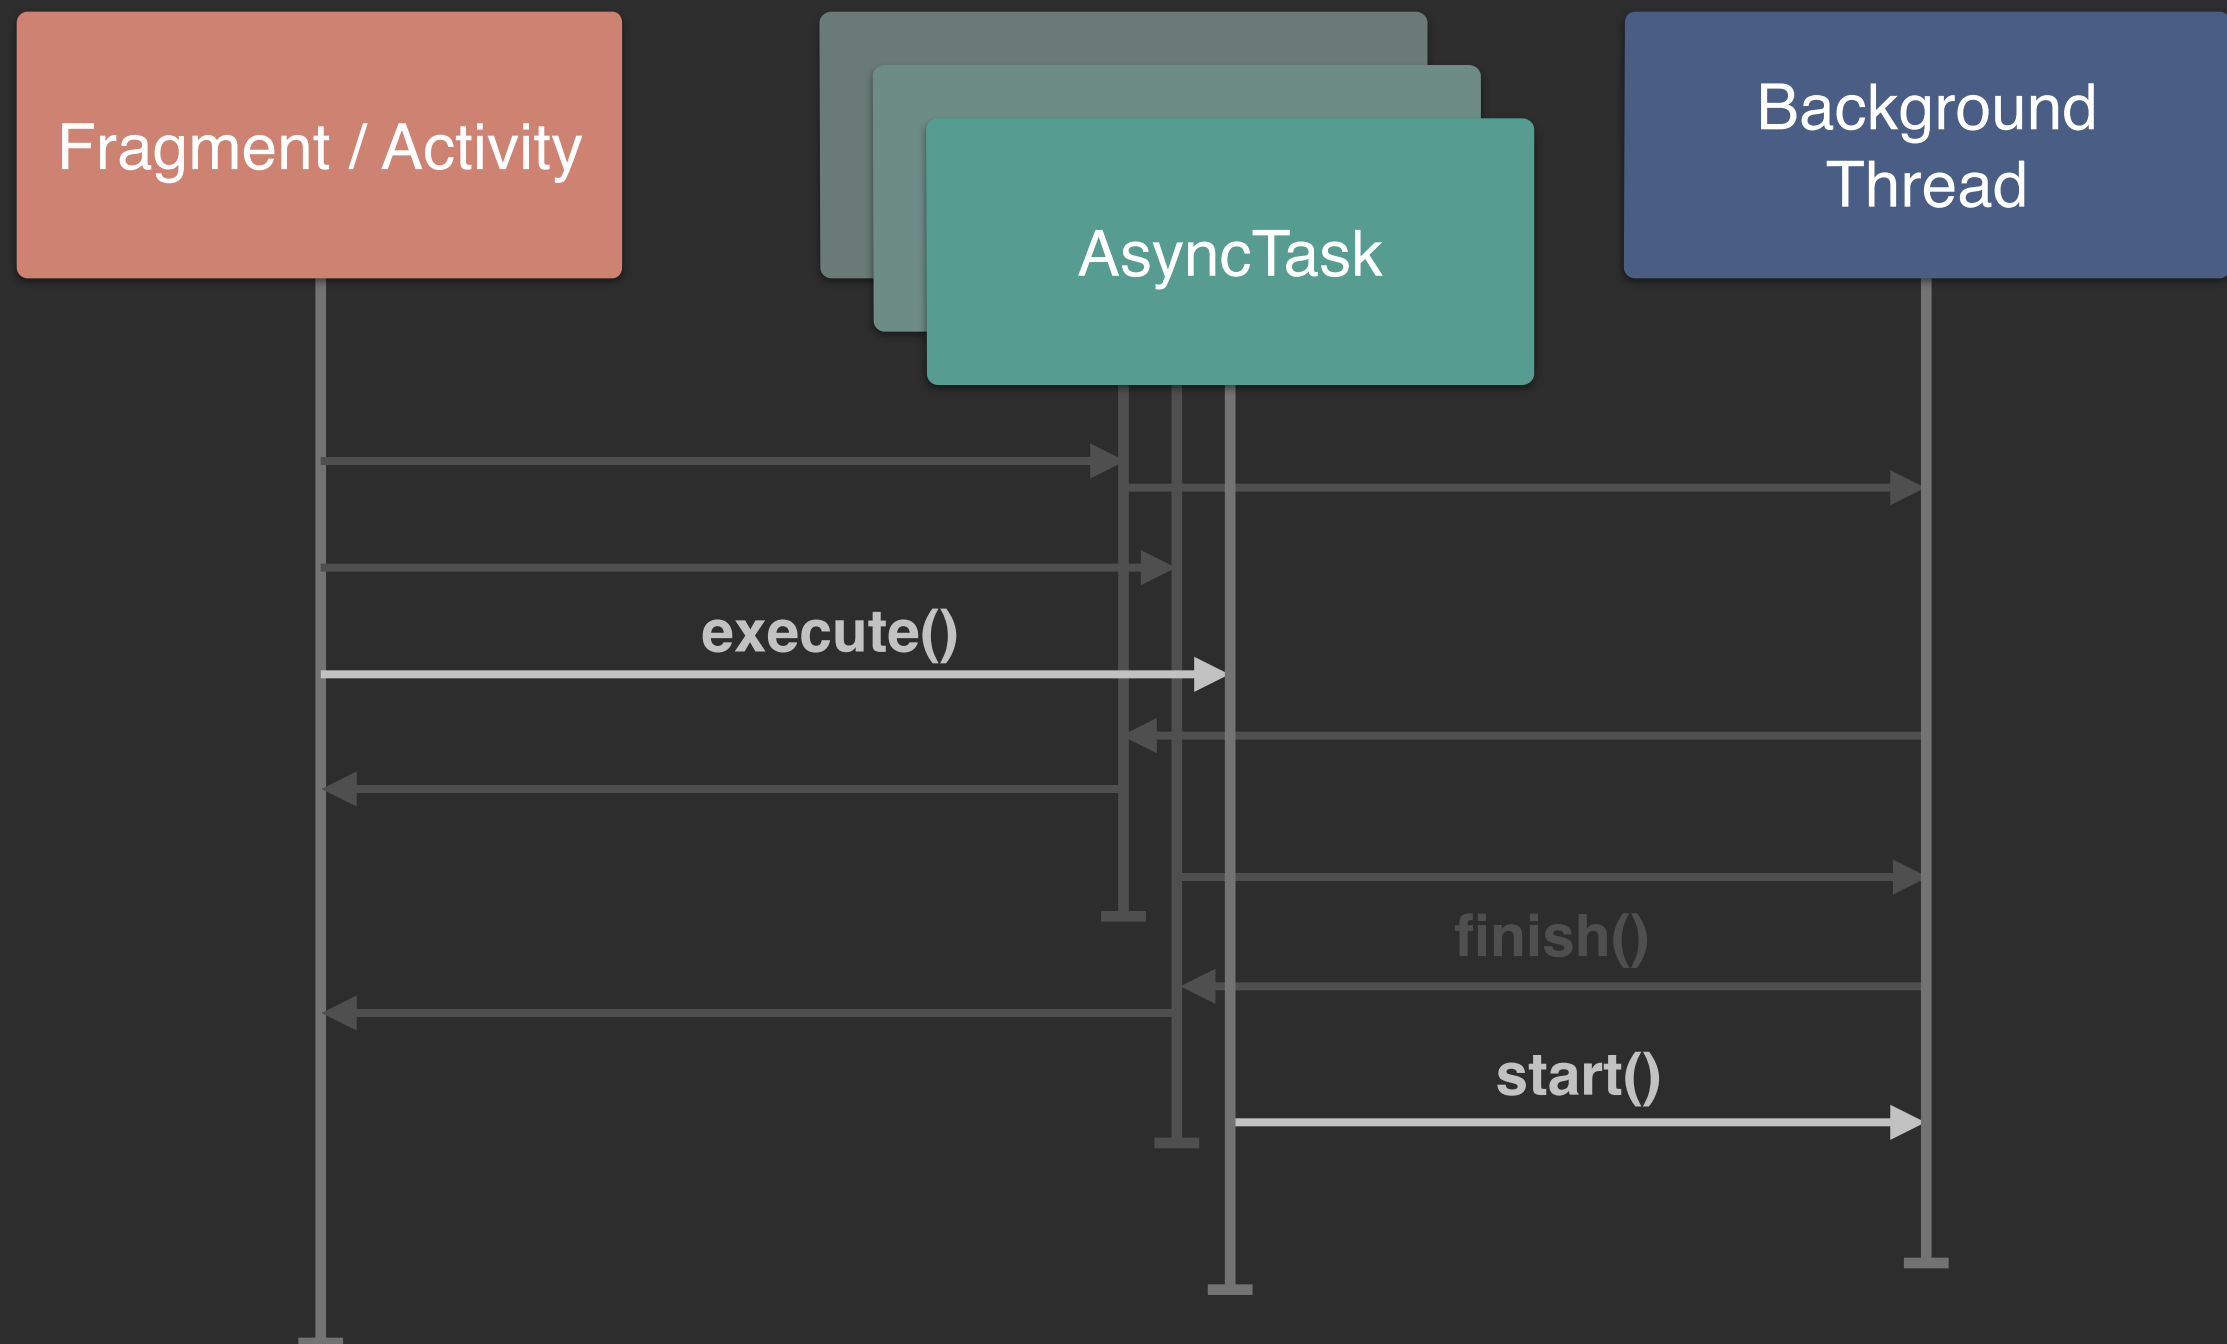 Fragment / Activity
AsyncTask
Background
Thread
execute()
finish()
start()